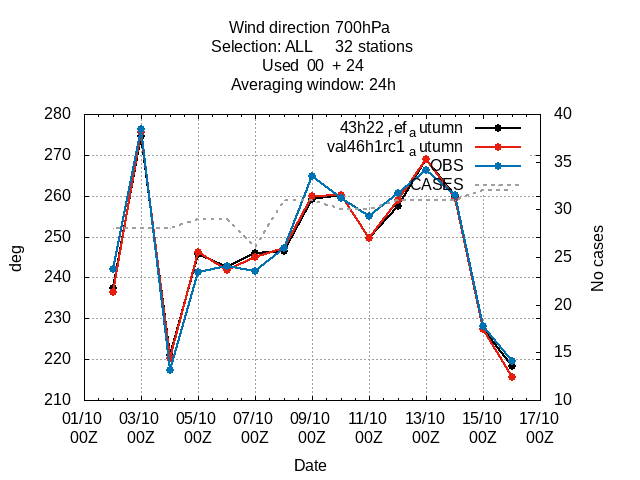 Wind direction 700hPa
Selection: ALL 32 stations
Used 00 + 24
Averaging window: 24h
43h22 ref autumn
val46h1rc1 autumn
OBS
CASES
280
270
260
250
240
230
220
210
deg
40
35
30
25
20
15
10
No cases
01/10 03/10 05/10 07/10 09/10 11/10 13/10 15/10 17/10
00Z 00Z 00Z 00Z 00Z 00Z 00Z 00Z 00Z
Date